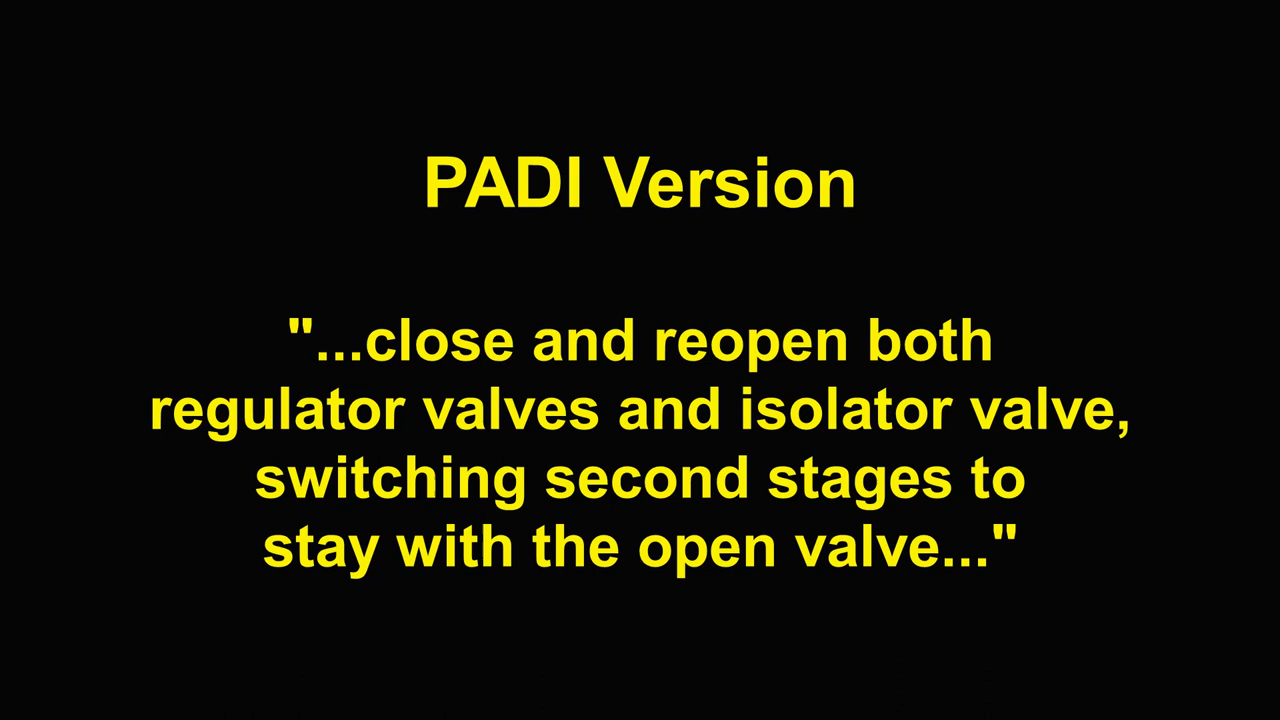 PADI Version
"...close and reopen both
regulator valves and isolator valve,
switching second stages to
stay with the open valve..."